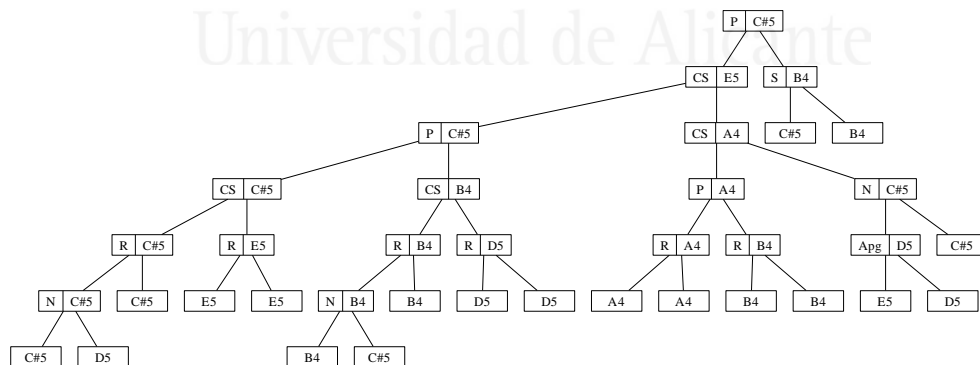 Universidad de Alicante
P C#5
CS E5 S B4
P C#5 CS A4 C#5 B4
CS C#5 CS B4 P A4 N C#5
R C#5 R E5 R B4 R D5 R A4 R B4 Apg D5 C#5
N C#5 C#5 E5 E5 N B4 B4 D5 D5 A4 A4 B4 B4 E5 D5
C#5 D5 B4 C#5